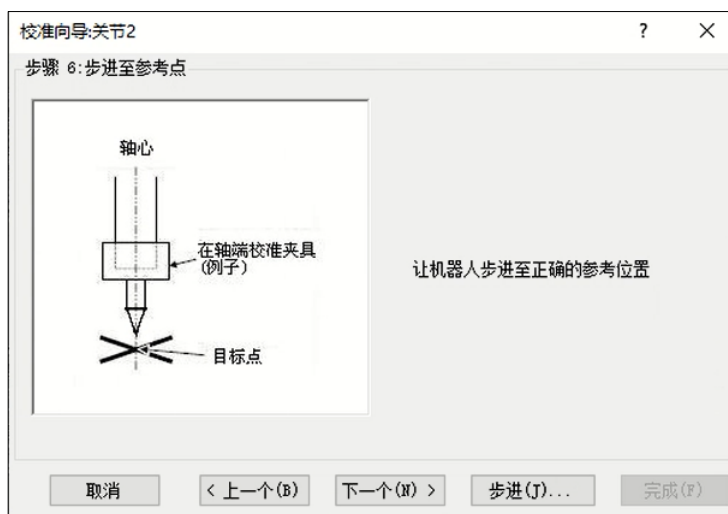 校准向导:关节2
? ×
步骤 6:步进至参考点
轴心
在轴端校准夹具
(例子)
目标点
让机器人步进至正确的参考位置
取消
< 上一个(B)
下一个(N) >
步进(J)...
完成(F)